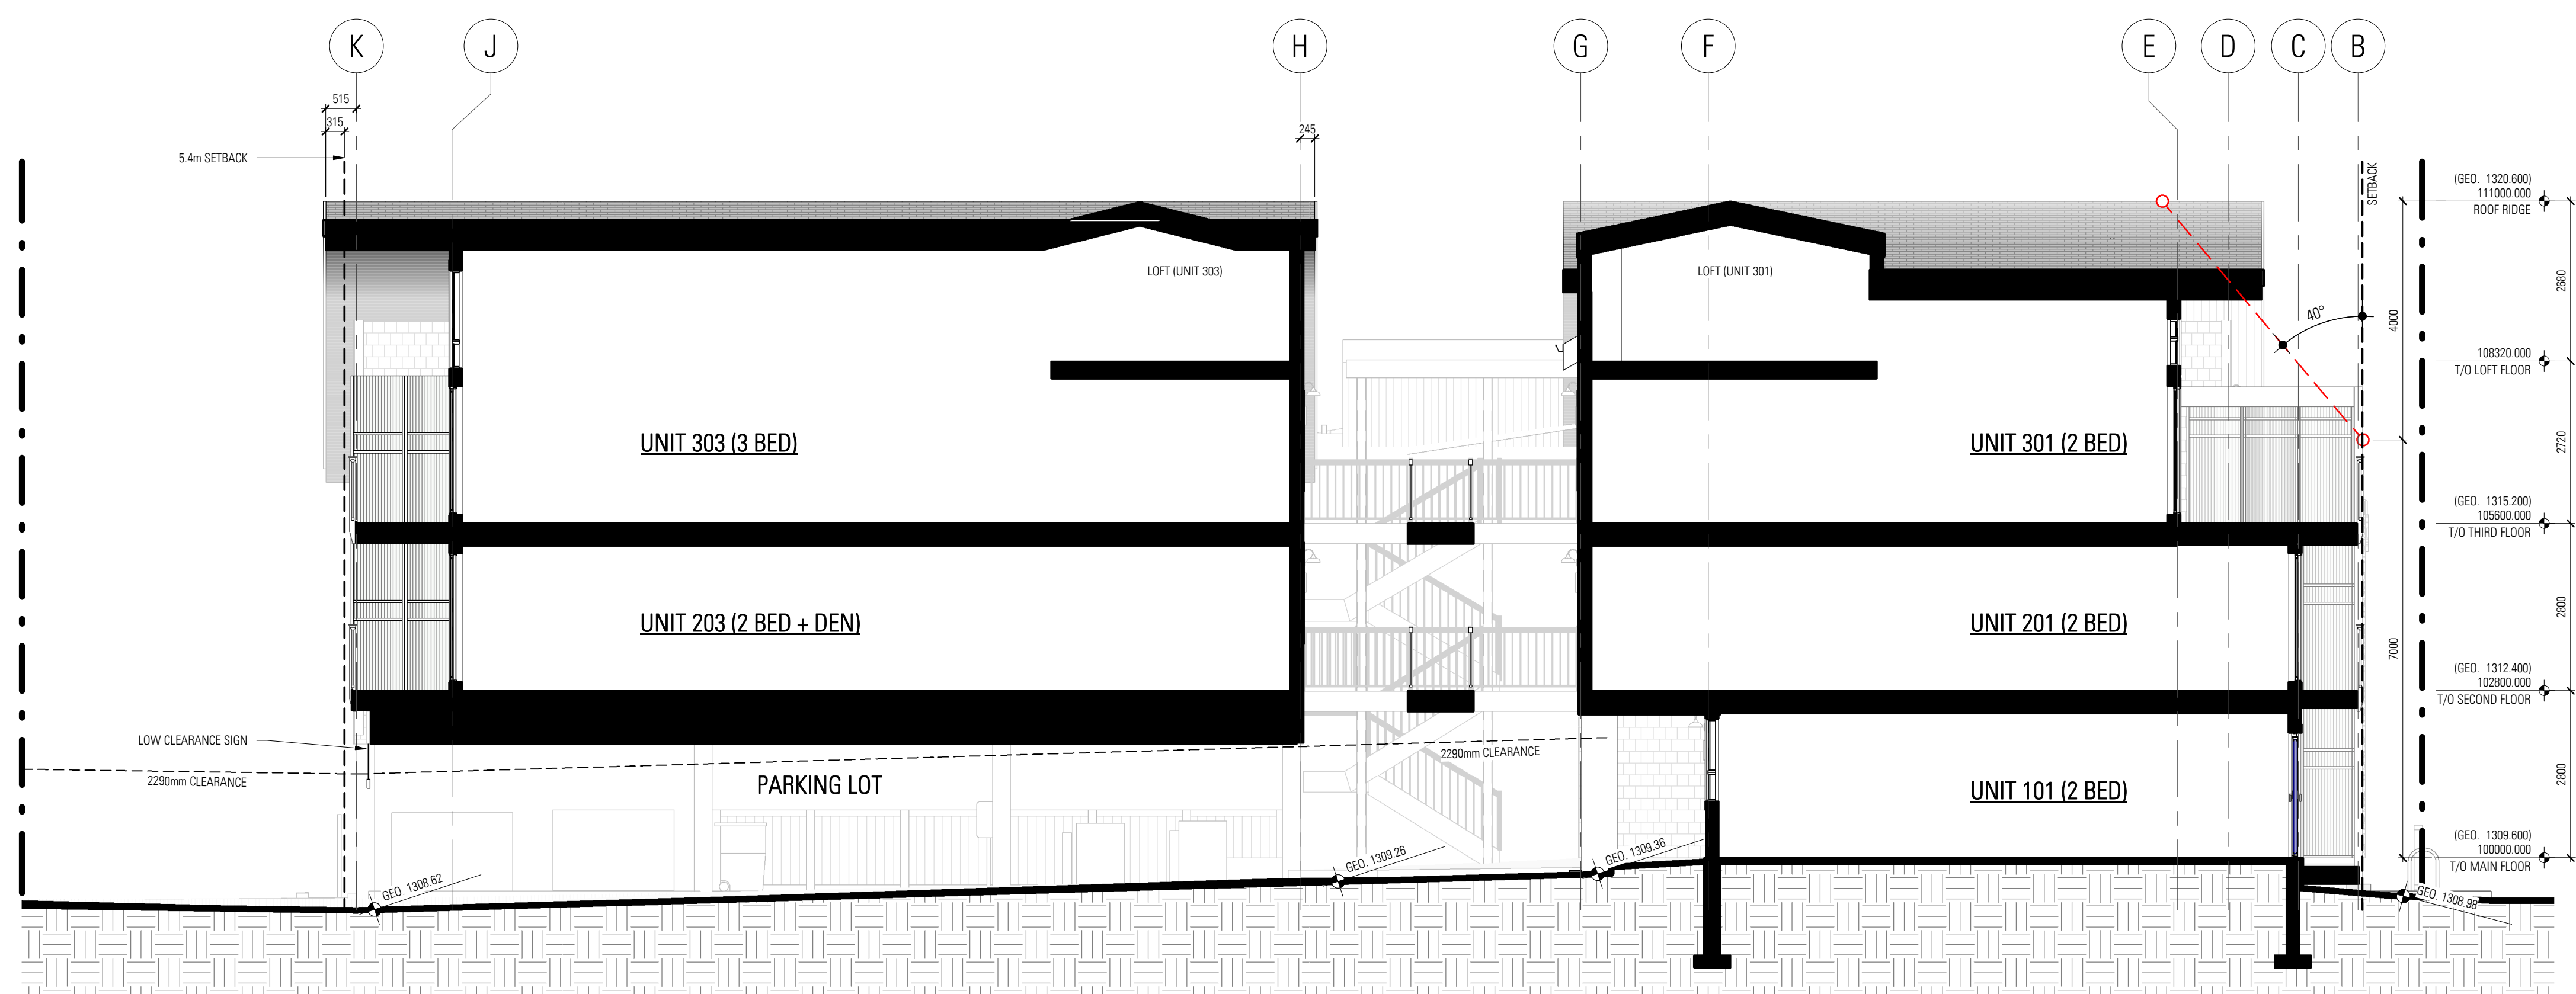 K
J
H
G
F
E
D
C
B
515
315
245
5.4m SETBACK
SETBACK
(GEO. 1320.600)
111000.000
ROOF RIDGE
LOFT (UNIT 303)
LOFT (UNIT 301)
2680
4000
40°
108320.000
T/O LOFT FLOOR
UNIT 303 (3 BED)
UNIT 301 (2 BED)
2720
(GEO. 1315.200)
105600.000
T/O THIRD FLOOR
UNIT 203 (2 BED + DEN)
UNIT 201 (2 BED)
2800
7000
(GEO. 1312.400)
102800.000
T/O SECOND FLOOR
LOW CLEARANCE SIGN
2290mm CLEARANCE
2290mm CLEARANCE
PARKING LOT
UNIT 101 (2 BED)
2800
(GEO. 1309.600)
100000.000
T/O MAIN FLOOR
GEO. 1308.62
GEO. 1309.26
GEO. 1309.36
GEO. 1308.98